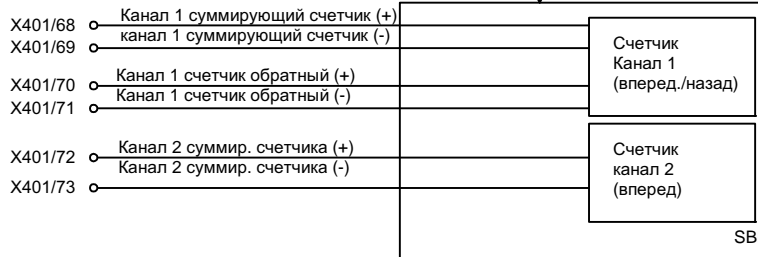 X401/68 Канал 1 суммирующий счетчик (+)
X401/69 канал 1 суммирующий счетчик (-)
X401/70 Канал 1 счетчик обратный (+)
X401/71 Канал 1 счетчик обратный (-)
Счетчик
Канал 1
(вперед./назад)
X401/72 Канал 2 суммир. счетчика (+)
X401/73 Канал 2 суммир. счетчика (-)
Счетчик
канал 2
(вперед)
SB